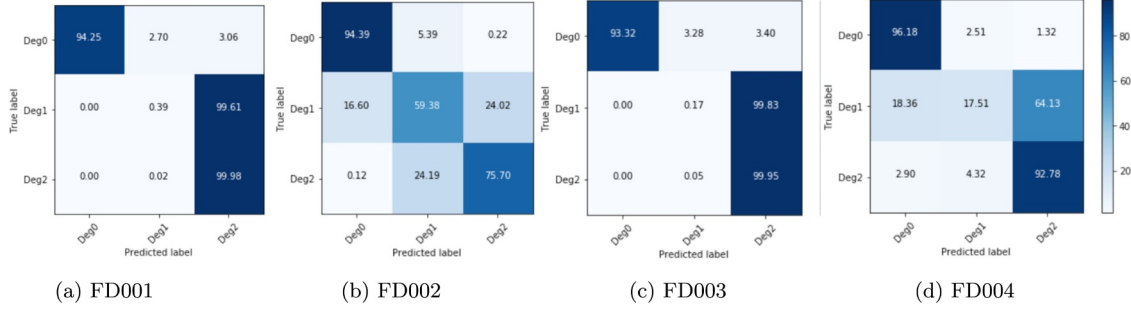 True label
Deg0
94.25 2.70 3.06
Deg1
0.00 0.39 99.61
Deg2
0.00 0.02 99.98
Deg0 Deg1 Deg2
Predicted label
(a) FD001
True label
Deg0
94.39 5.39 0.22
Deg1
16.60 59.38 24.02
Deg2
0.12 24.19 75.70
Deg0 Deg1 Deg2
Predicted label
(b) FD002
True label
Deg0
93.32 3.28 3.40
Deg1
0.00 0.17 99.83
Deg2
0.00 0.05 99.95
Deg0 Deg1 Deg2
Predicted label
(c) FD003
True label
Deg0
96.18 2.51 1.32
Deg1
18.36 17.51 64.13
Deg2
2.90 4.32 92.78
Deg0 Deg1 Deg2
Predicted label
80
60
40
20
(d) FD004